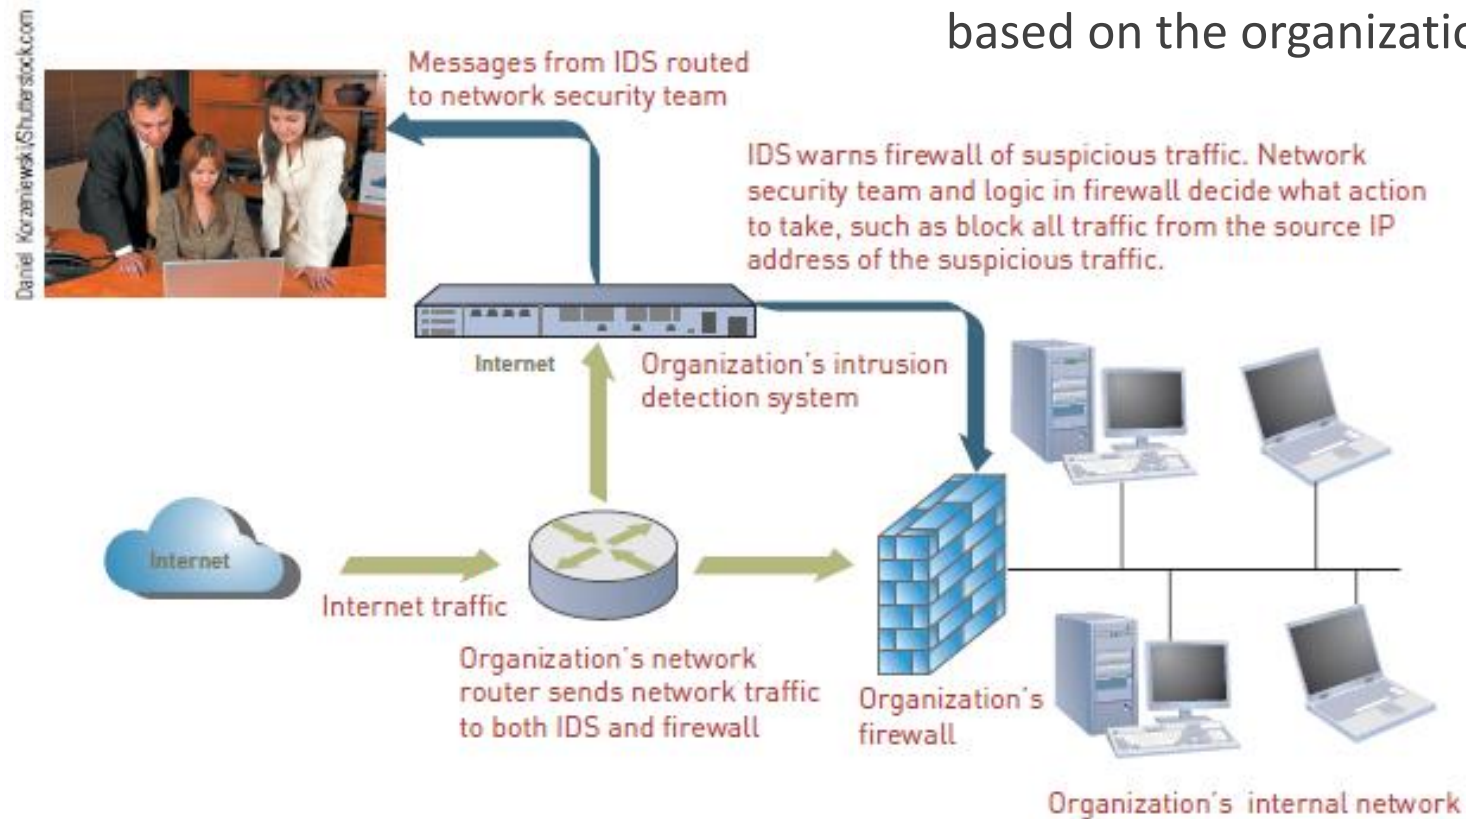 based on the organizatio
Daniel Korzeniewski/Shutterstock.com
Messages from IDS routed
to network security team
IDS warns firewall of suspicious traffic. Network
security team and logic in firewall decide what action
to take, such as block all traffic from the source IP
address of the suspicious traffic.
Internet
Organization's intrusion
detection system
Internet
Internet traffic
Organization's network
router sends network traffic
to both IDS and firewall
Organization's
firewall
Organization's internal network